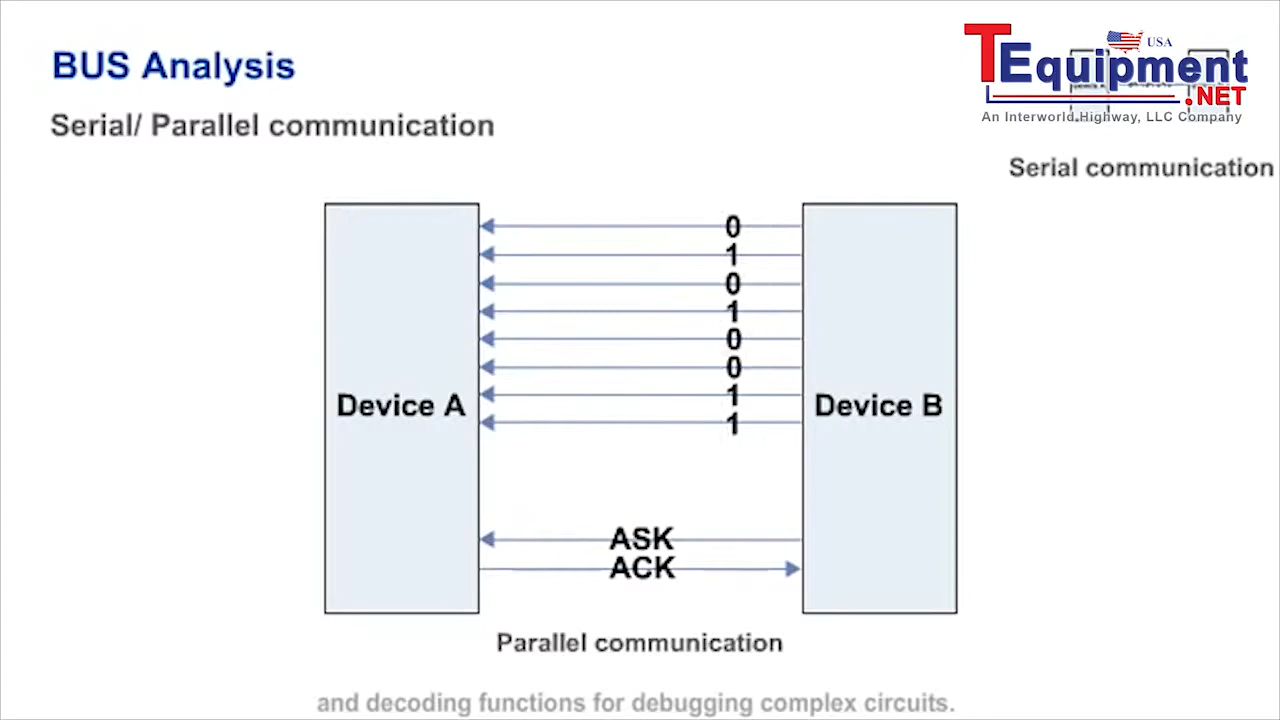 BUS Analysis
Serial/ Parallel communication
USA
TEquipment
.NET
An Interworld Highway, LLC Company
Serial communication
0
1
0
1
0
0
1
1
Device A
Device B
ASK
ACK
Parallel communication
and decoding functions for debugging complex circuits.